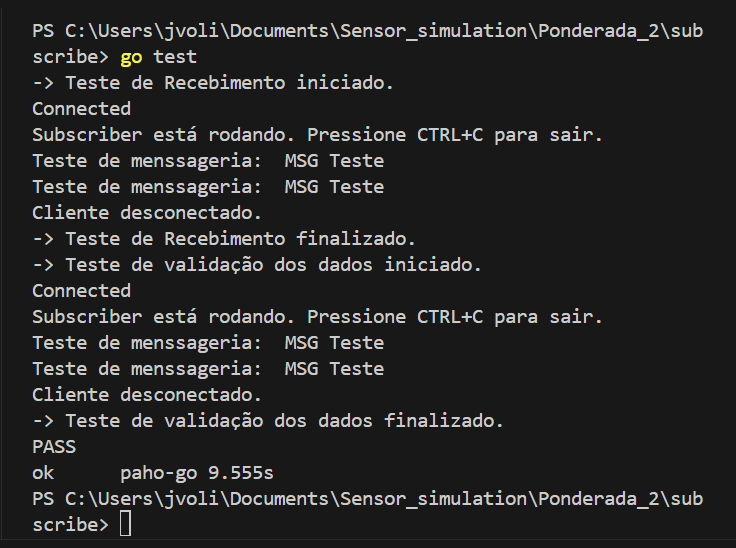 PS C:\Users\jvoli\Documents\Sensor_simulation\Ponderada_2\sub
scribe> go test
-> Teste de Recebimento iniciado.
Connected
Subscriber está rodando. Pressione CTRL+C para sair.
Teste de menssageria:  MSG Teste
Teste de menssageria:  MSG Teste
Cliente desconectado.
-> Teste de Recebimento finalizado.
-> Teste de validação dos dados iniciado.
Connected
Subscriber está rodando. Pressione CTRL+C para sair.
Teste de menssageria:  MSG Teste
Teste de menssageria:  MSG Teste
Cliente desconectado.
-> Teste de validação dos dados finalizado.
PASS
ok      paho-go 9.555s
PS C:\Users\jvoli\Documents\Sensor_simulation\Ponderada_2\sub
scribe>